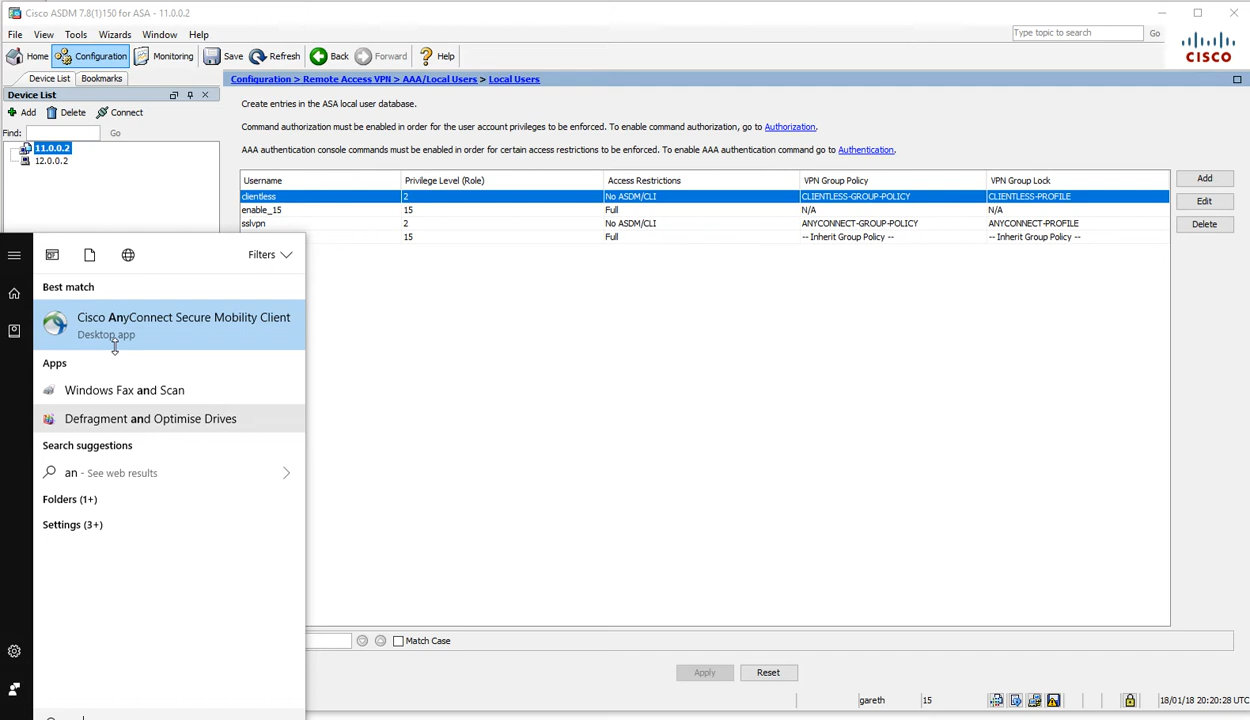 Cisco ASDM 7.8(1)150 for ASA - 11.0.0.2
File View Tools Wizards Window Help
Type topic to search Go
Home Configuration Monitoring Save Refresh Back Forward Help
CISCO
Device List Bookmarks
Configuration > Remote Access VPN > AAA/Local Users > Local Users
Device List
Add Delete Connect
Find: Go
11.0.0.2
12.0.0.2
Create entries in the ASA local user database.
Command authorization must be enabled in order for the user account privileges to be enforced. To enable command authorization, go to Authorization.
AAA authentication console commands must be enabled in order for certain access restrictions to be enforced. To enable AAA authentication command go to Authentication.
Username Privilege Level (Role) Access Restrictions VPN Group Policy VPN Group Lock
clientless 2 No ASDM/CLI CLIENTLESS-GROUP-POLICY CLIENTLESS-PROFILE
enable_15 15 Full N/A N/A
sslvpn 2 No ASDM/CLI ANYCONNECT-GROUP-POLICY ANYCONNECT-PROFILE
15 Full -- Inherit Group Policy -- -- Inherit Group Policy --
Add
Edit
Delete
Filters
Best match
Cisco AnyConnect Secure Mobility Client
Desktop app
Apps
Windows Fax and Scan
Defragment and Optimise Drives
Search suggestions
an - See web results
Folders (1+)
Settings (3+)
Match Case
Apply Reset
gareth 15 18/01/18 20:20:28 UTC